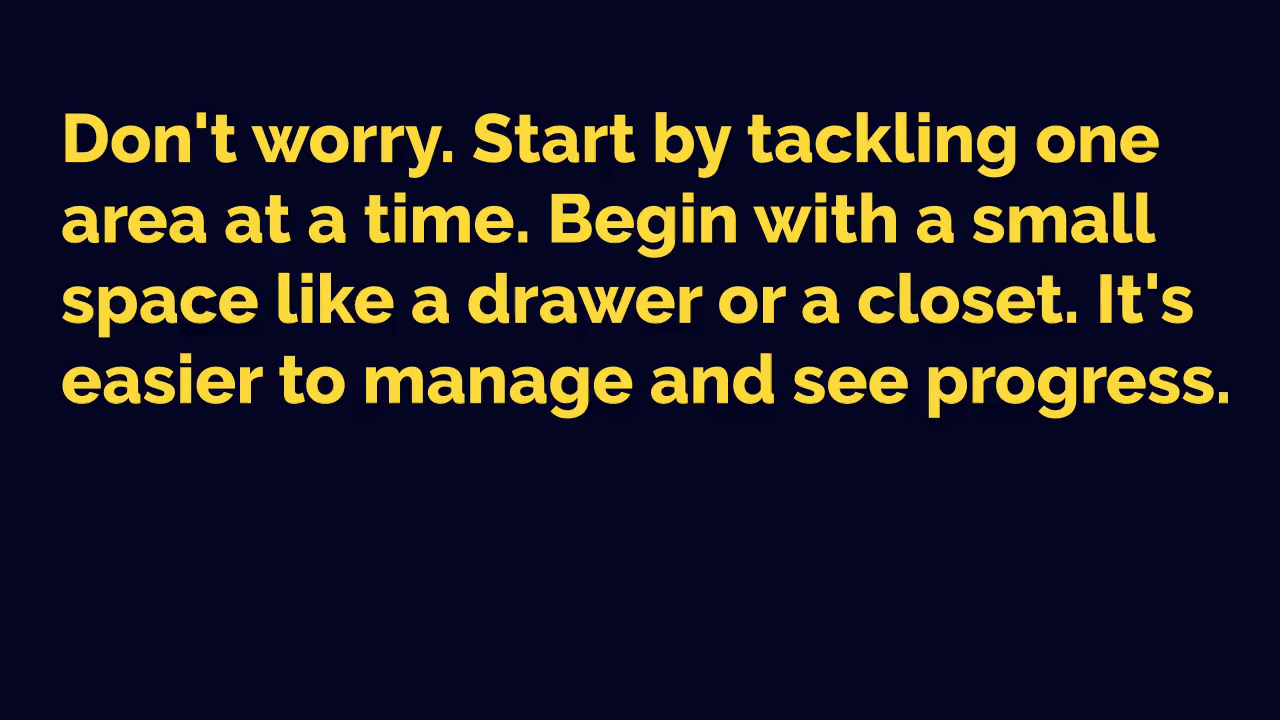 Don't worry. Start by tackling one
area at a time. Begin with a small
space like a drawer or a closet. It's
easier to manage and see progress.